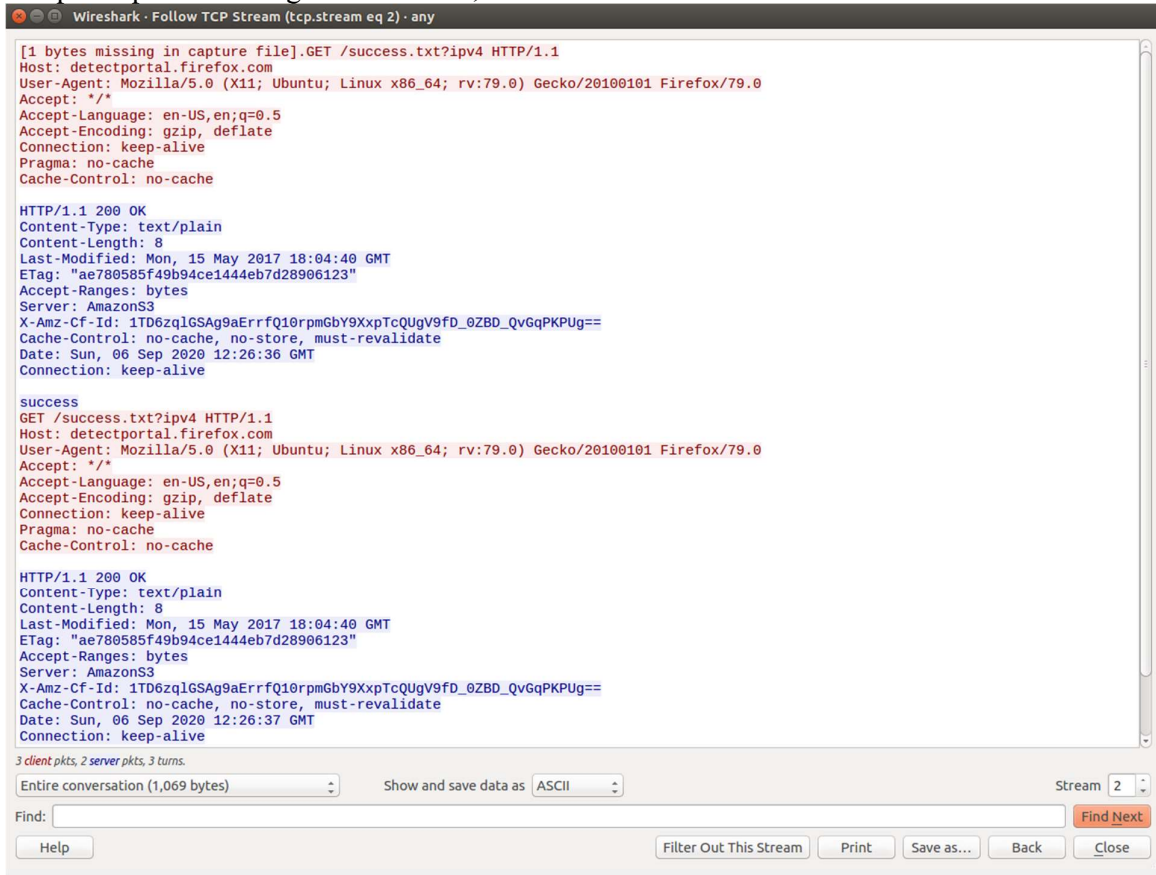 Wireshark · Follow TCP Stream (tcp.stream eq 2) · any
[1 bytes missing in capture file].GET /success.txt?ipv4 HTTP/1.1
Host: detectportal.firefox.com
User-Agent: Mozilla/5.0 (X11; Ubuntu; Linux x86_64; rv:79.0) Gecko/20100101 Firefox/79.0
Accept: */*
Accept-Language: en-US,en;q=0.5
Accept-Encoding: gzip, deflate
Connection: keep-alive
Pragma: no-cache
Cache-Control: no-cache
HTTP/1.1 200 OK
Content-Type: text/plain
Content-Length: 8
Last-Modified: Mon, 15 May 2017 18:04:40 GMT
ETag: "ae780585f49b94ce1444eb7d28906123"
Accept-Ranges: bytes
Server: AmazonS3
X-Amz-Cf-Id: 1TD6zqlGSAg9aErrfQ10rpmGbY9XxpTcQUgV9fD_0ZBD_QvGqPKPUg==
Cache-Control: no-cache, no-store, must-revalidate
Date: Sun, 06 Sep 2020 12:26:36 GMT
Connection: keep-alive
success
GET /success.txt?ipv4 HTTP/1.1
Host: detectportal.firefox.com
User-Agent: Mozilla/5.0 (X11; Ubuntu; Linux x86_64; rv:79.0) Gecko/20100101 Firefox/79.0
Accept: */*
Accept-Language: en-US,en;q=0.5
Accept-Encoding: gzip, deflate
Connection: keep-alive
Pragma: no-cache
Cache-Control: no-cache
HTTP/1.1 200 OK
Content-Type: text/plain
Content-Length: 8
Last-Modified: Mon, 15 May 2017 18:04:40 GMT
ETag: "ae780585f49b94ce1444eb7d28906123"
Accept-Ranges: bytes
Server: AmazonS3
X-Amz-Cf-Id: 1TD6zqlGSAg9aErrfQ10rpmGbY9XxpTcQUgV9fD_0ZBD_QvGqPKPUg==
Cache-Control: no-cache, no-store, must-revalidate
Date: Sun, 06 Sep 2020 12:26:37 GMT
Connection: keep-alive
3 client pkts, 2 server pkts, 3 turns.
Entire conversation (1,069 bytes) Show and save data as ASCII Stream 2
Find: Find Next
Help Filter Out This Stream Print Save as... Back Close